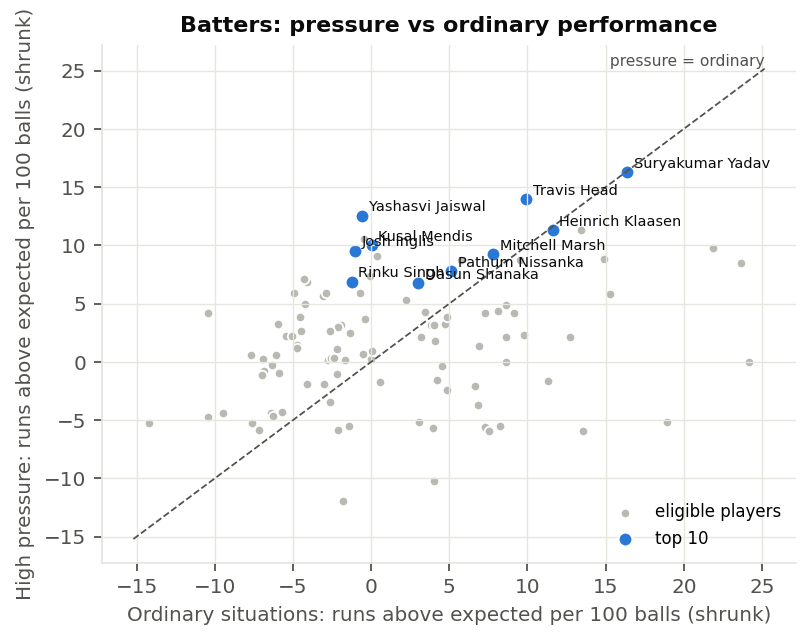 Batters: pressure vs ordinary performance
High pressure: runs above expected per 100 balls (shrunk)
25
20
15
10
5
0
−5
−10
−15
pressure = ordinary
Suryakumar Yadav
Travis Head
Yashasvi Jaiswal
Heinrich Klaasen
Kusal Mendis
Josh Inglis
Mitchell Marsh
Pathum Nissanka
Rinku Singh
Dasun Shanaka
eligible players
top 10
−15
−10
−5
0
5
10
15
20
25
Ordinary situations: runs above expected per 100 balls (shrunk)